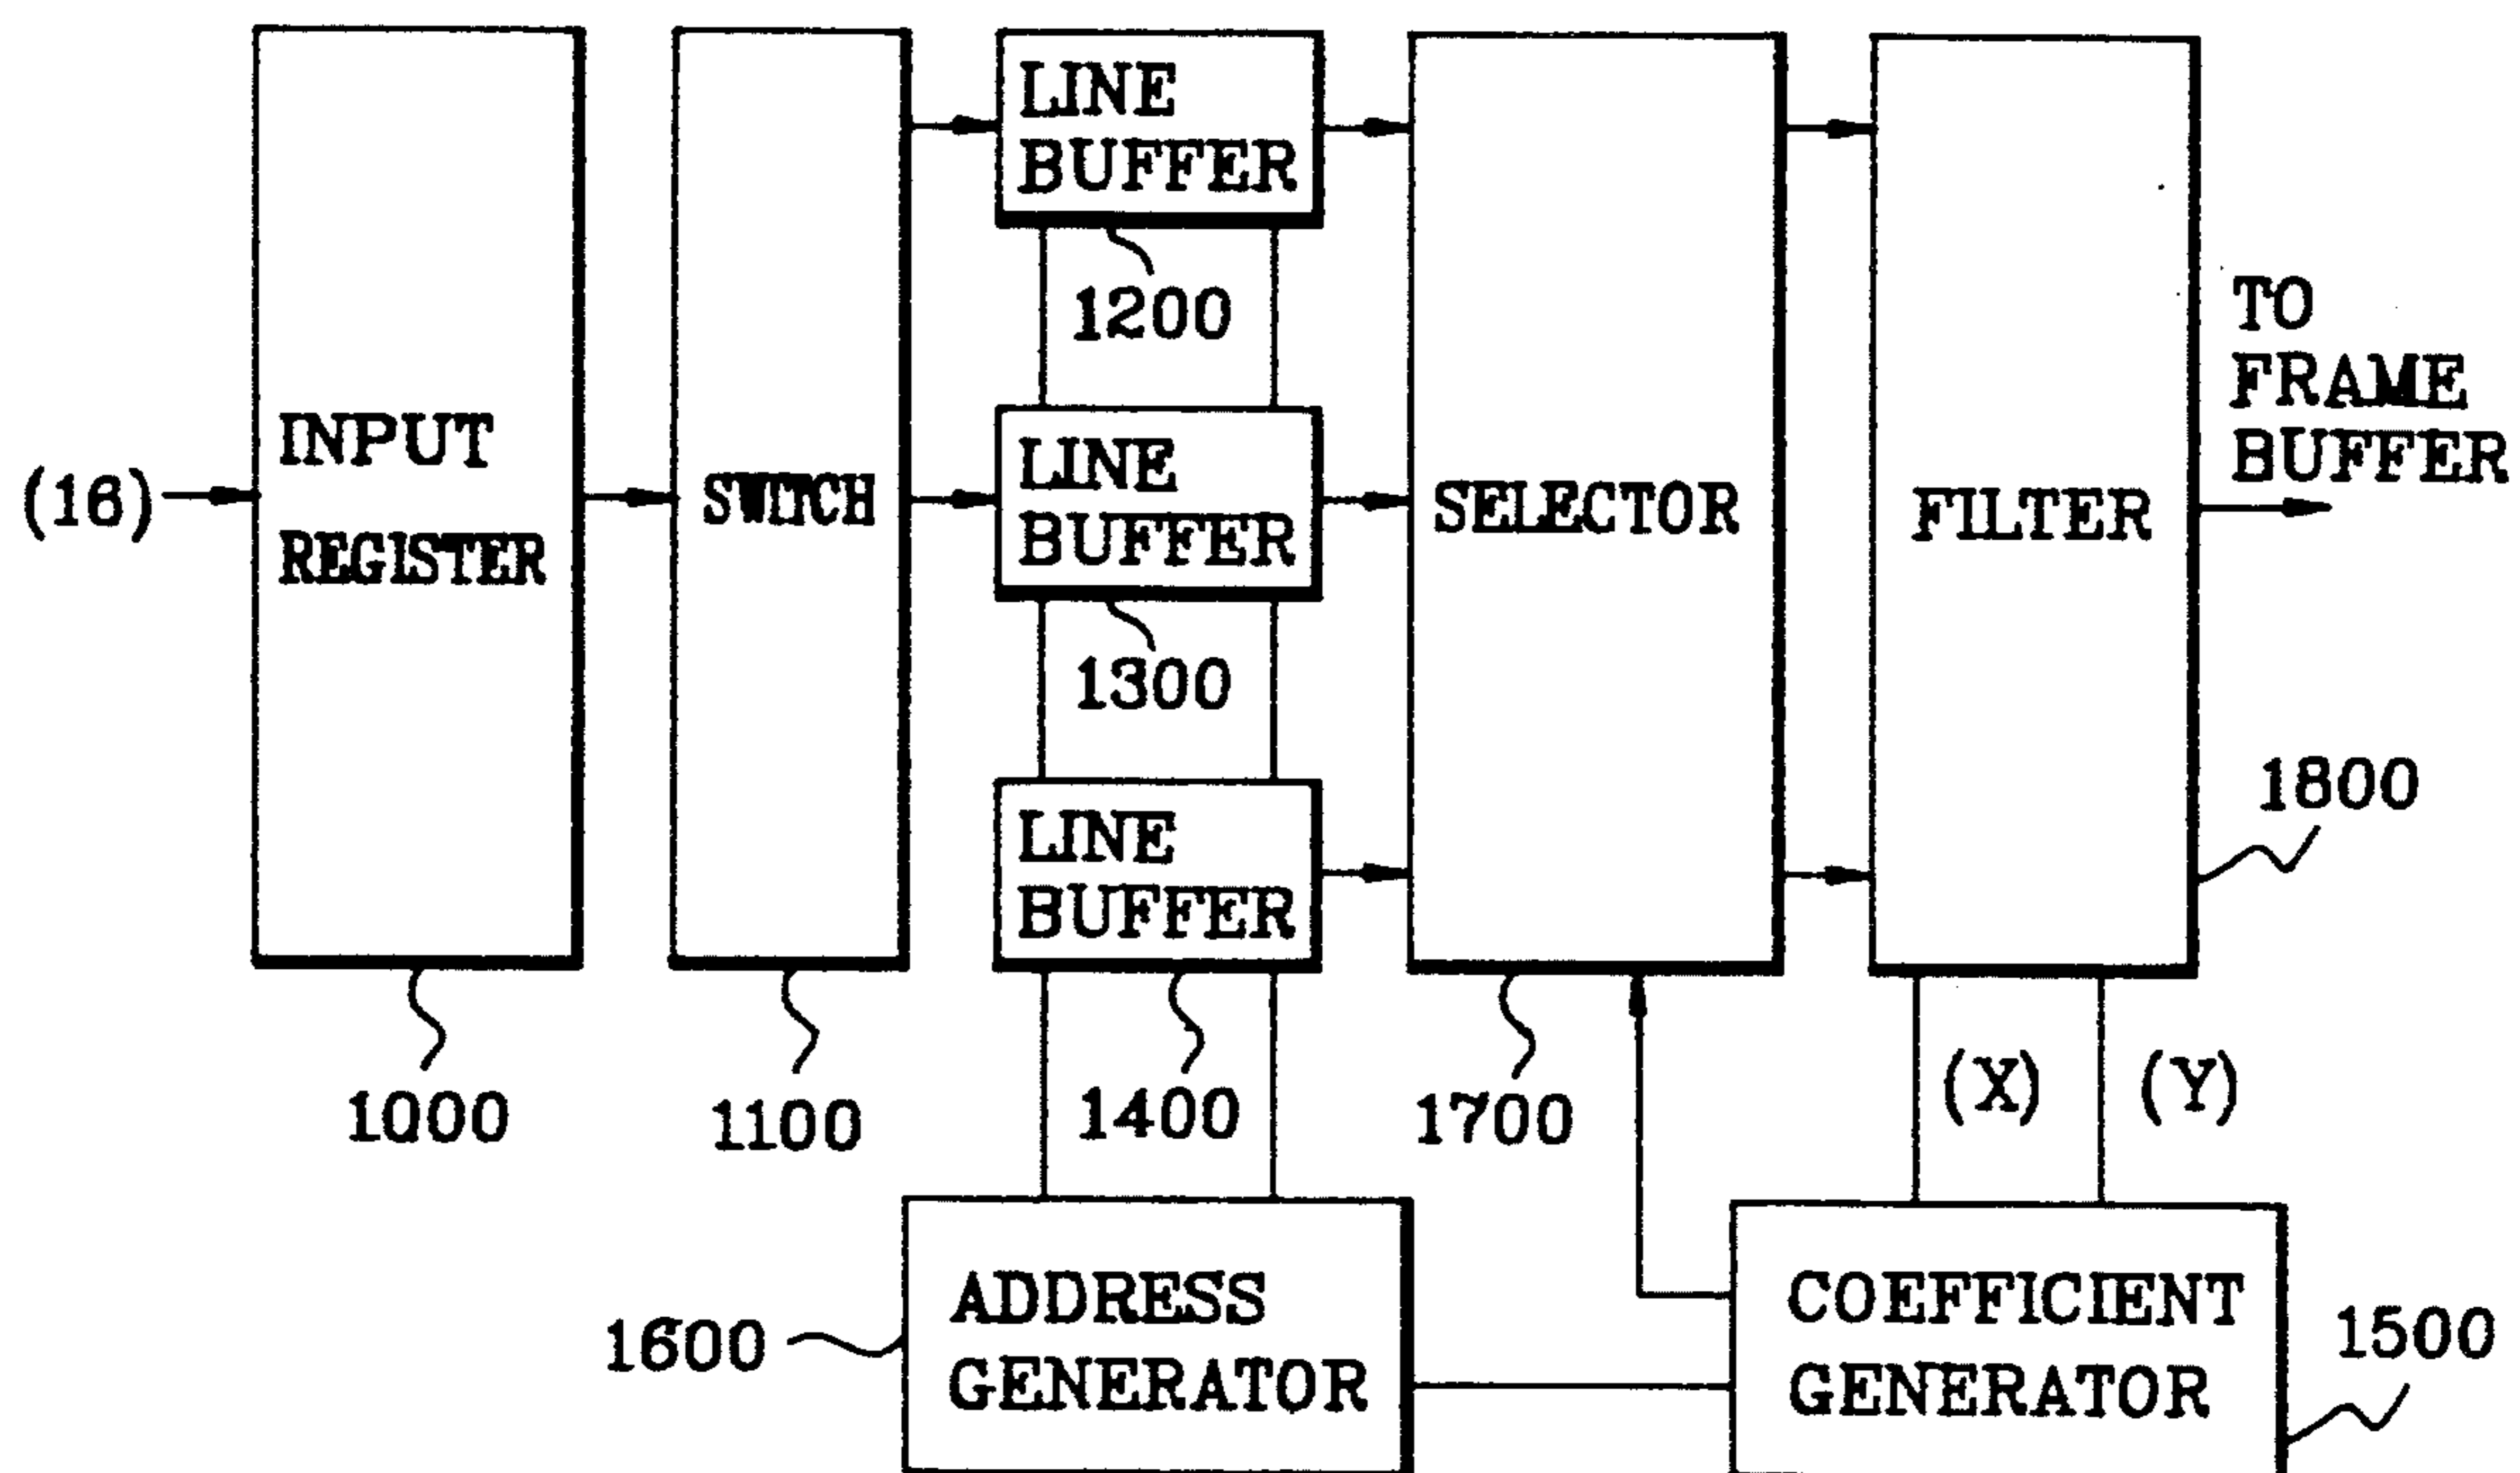 (16)
INPUT
REGISTER
1000
SWITCH
1100
LINE
BUFFER
1200
LINE
BUFFER
1300
LINE
BUFFER
1400
SELECTOR
1700
FILTER
1800
TO
FRAME
BUFFER
(X)
(Y)
1600
ADDRESS
GENERATOR
COEFFICIENT
GENERATOR
1500